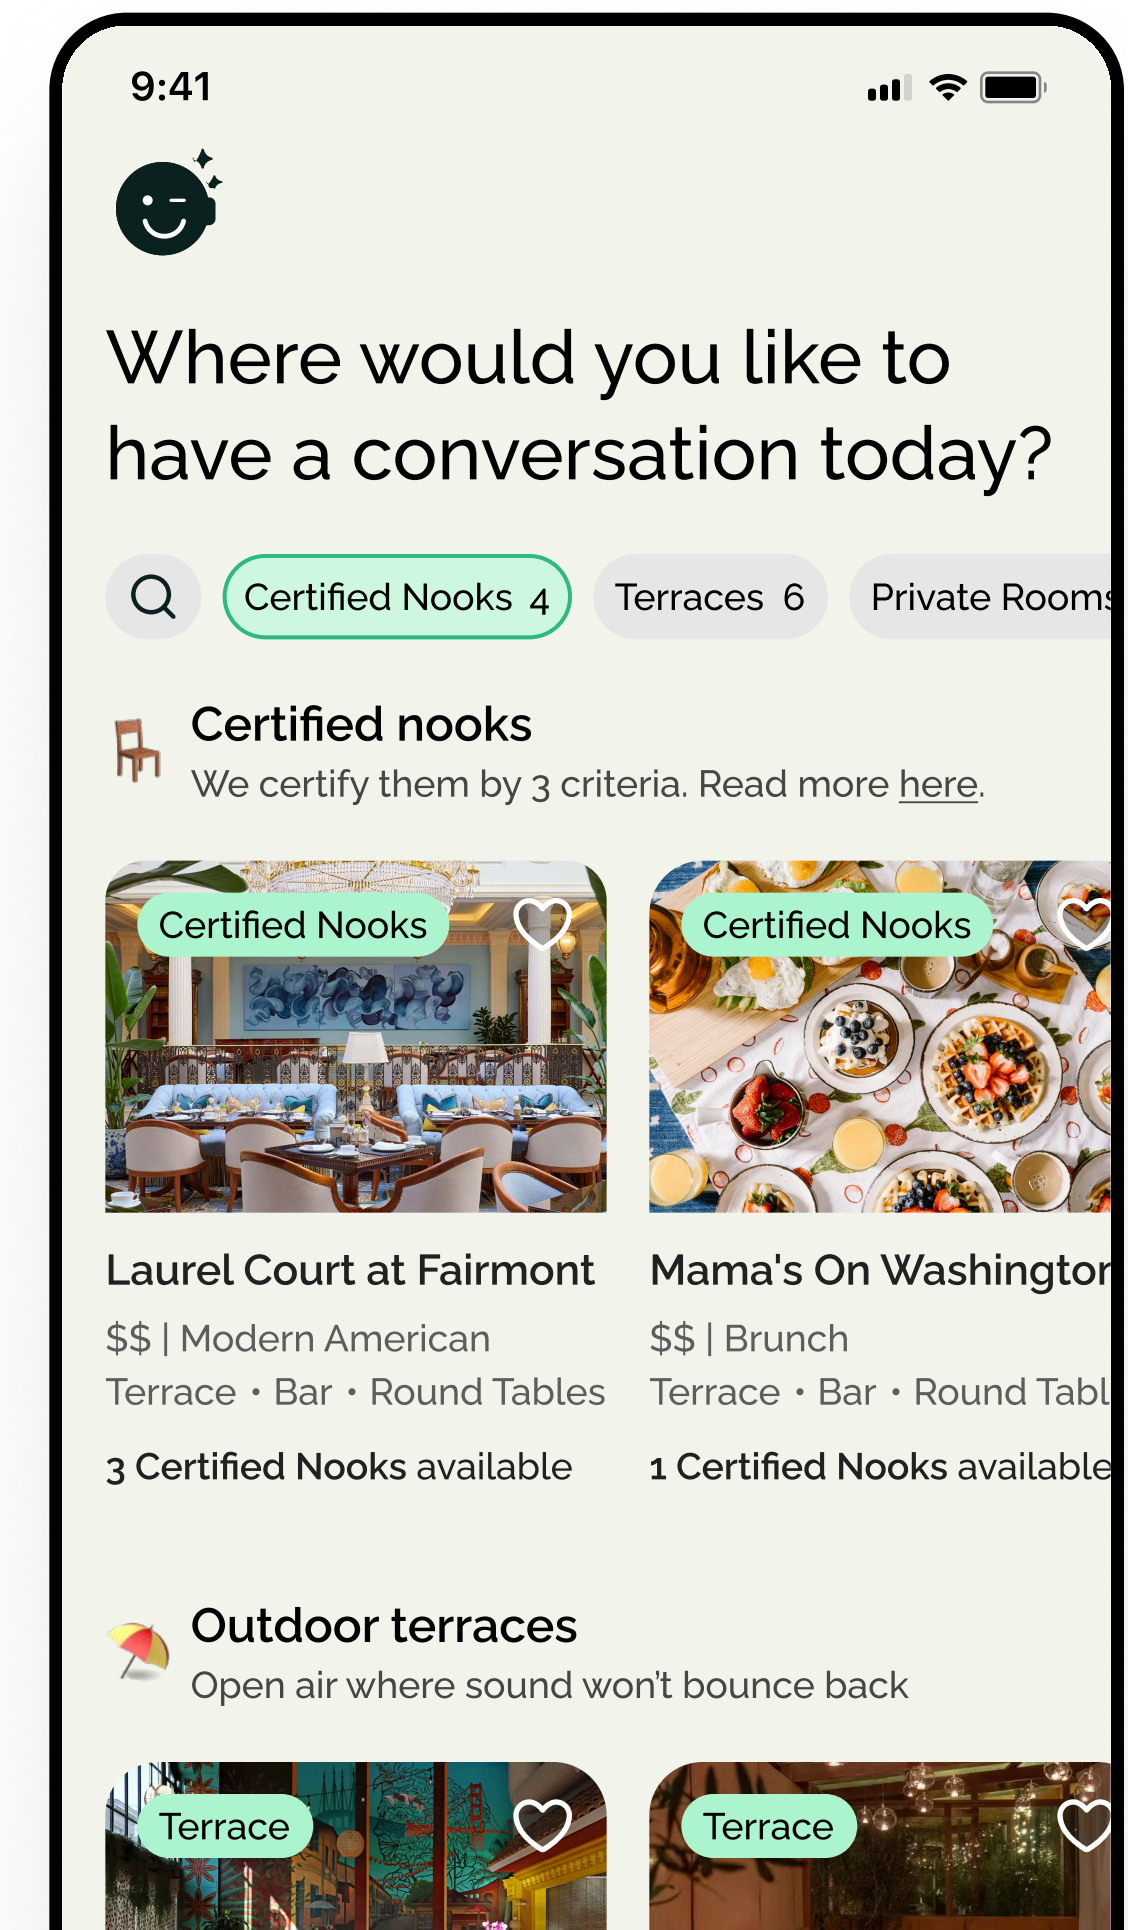 9:41
Where would you like to
have a conversation today?
Certified Nooks 4
Terraces 6
Private Rooms
Certified nooks
We certify them by 3 criteria. Read more here.
Certified Nooks
Certified Nooks
Laurel Court at Fairmont
$$ | Modern American
Terrace • Bar • Round Tables
3 Certified Nooks available
Mama's On Washington
$$ | Brunch
Terrace • Bar • Round Tabl
1 Certified Nooks available
Outdoor terraces
Open air where sound won’t bounce back
Terrace
Terrace